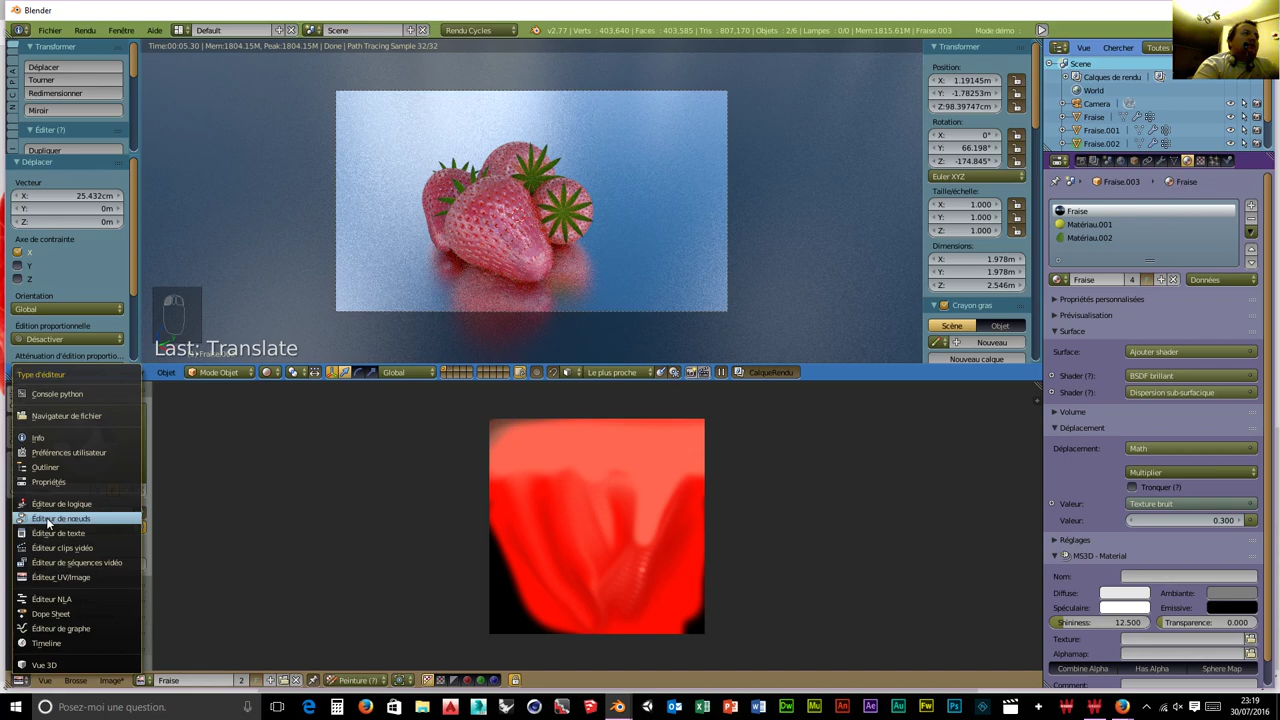 Blender
Fichier Rendu Fenêtre Aide Default Scene Rendu Cycles v2.77 | Verts : 403,640 | Faces : 403,585 | Tris : 807,170 | Objets : 2/6 | Lamps : 0/0 | Mem:1815.61M | Fraise.003 Mode démo :
Time:00:05.30 | Mem:1804.15M, Peak:1804.15M | Done | Path Tracing Sample 32/32
Transformer
Déplacer
Tourner
Redimensionner
Miroir
Éditer (?)
Dupliquer
Déplacer
Vecteur
X: 25.432cm
Y: 0m
Z: 0m
Axe de contrainte
X
Y
Z
Orientation
Global
Édition proportionnelle
Désactiver
Atténuation d'édition proportio...
Last: Translate
Transformer
Position:
X: 1.19145m
Y: -1.78253m
Z:98.39747cm
Rotation:
X: 0°
Y: 66.198°
Z: -174.845°
Euler XYZ
Taille/échelle:
X: 1.000
Y: 1.000
Z: 1.000
Dimensions:
X: 1.978m
Y: 1.978m
Z: 2.546m
Crayon gras
Scène Objet
Nouveau
Nouveau calque
Vue Chercher
Scene
Calques de rendu
World
Camera
Fraise
Fraise.001
Fraise.002
Fraise.003 Fraise
Fraise
Matériau.001
Matériau.002
Fraise 4 F Données
Propriétés personnalisées
Prévisualisation
Surface
Surface: Ajouter shader
Shader (?): BSDF brillant
Shader (?): Dispersion sub-surfacique
Volume
Déplacement
Déplacement: Math
Multiplier
Tronquer (?)
Valeur: Texture bruit
Valeur: 0.300
Réglages
MS3D - Material
Nom:
Diffuse: Ambiante:
Spéculaire: Emissive:
Shininess: 12.500 Transparence: 0.000
Texture:
Alphamap:
Combine Alpha Has Alpha Sphere Map
Comment:
Objet Mode Objet Global Le plus proche CalqueRendu
Type d'éditeur
Console python
Navigateur de fichier
Info
Préférences utilisateur
Outliner
Propriétés
Éditeur de logique
Éditeur de nœuds
Éditeur de texte
Éditeur clips vidéo
Éditeur de séquences vidéo
Éditeur UV/Image
Éditeur NLA
Dope Sheet
Éditeur de graphe
Timeline
Vue 3D
Vue Brosse Image* Fraise 2 F Peinture (?)
Posez-moi une question.
23:19
30/07/2016